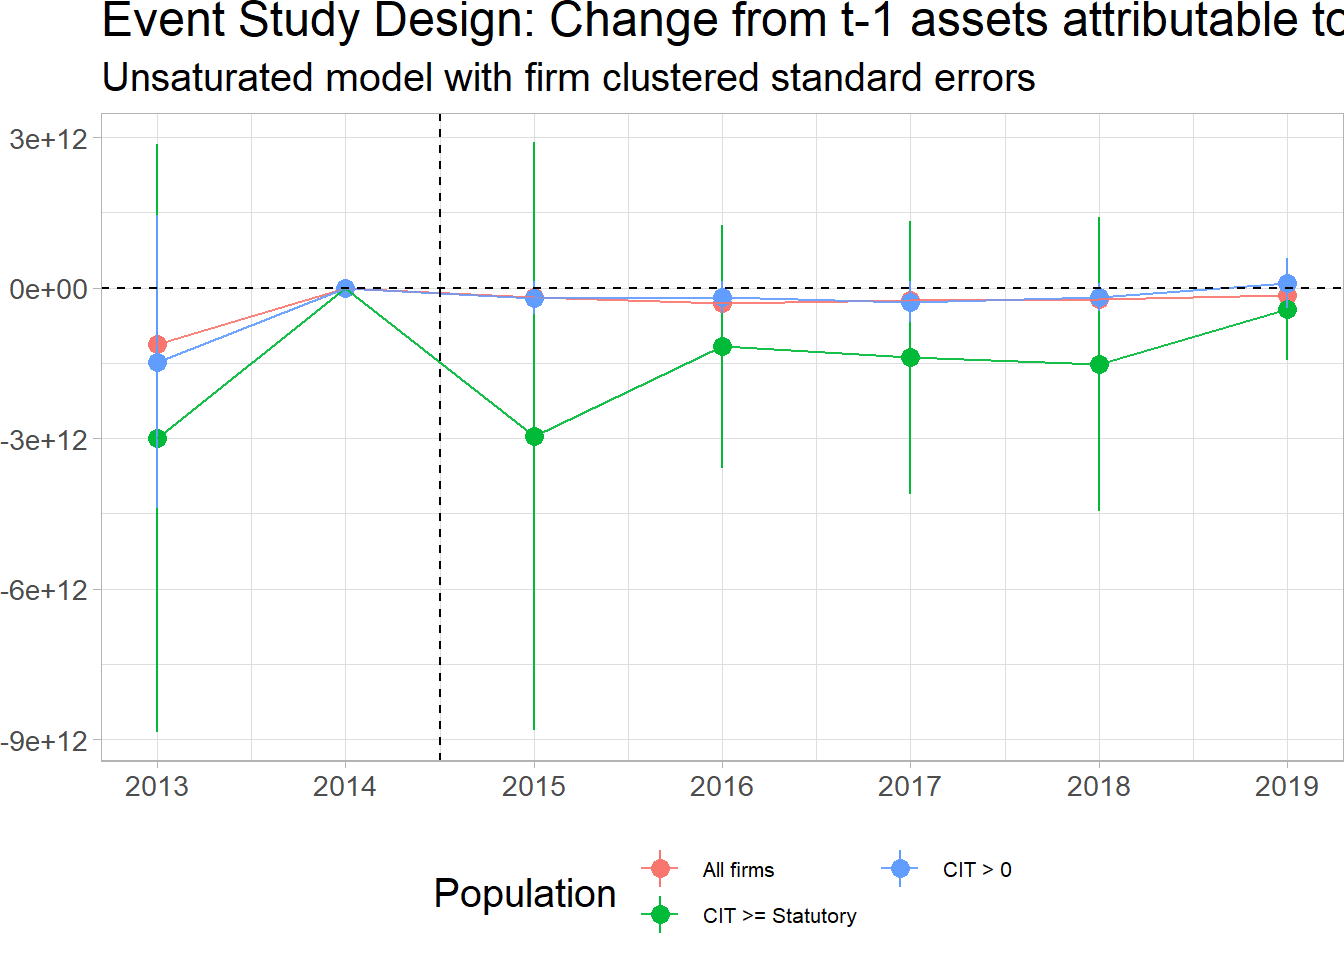 Event Study Design: Change from t-1 assets attributable to
Unsaturated model with firm clustered standard errors
3e+12
0e+00
-3e+12
-6e+12
-9e+12
2013 2014 2015 2016 2017 2018 2019
Population
All firms
CIT >= Statutory
CIT > 0